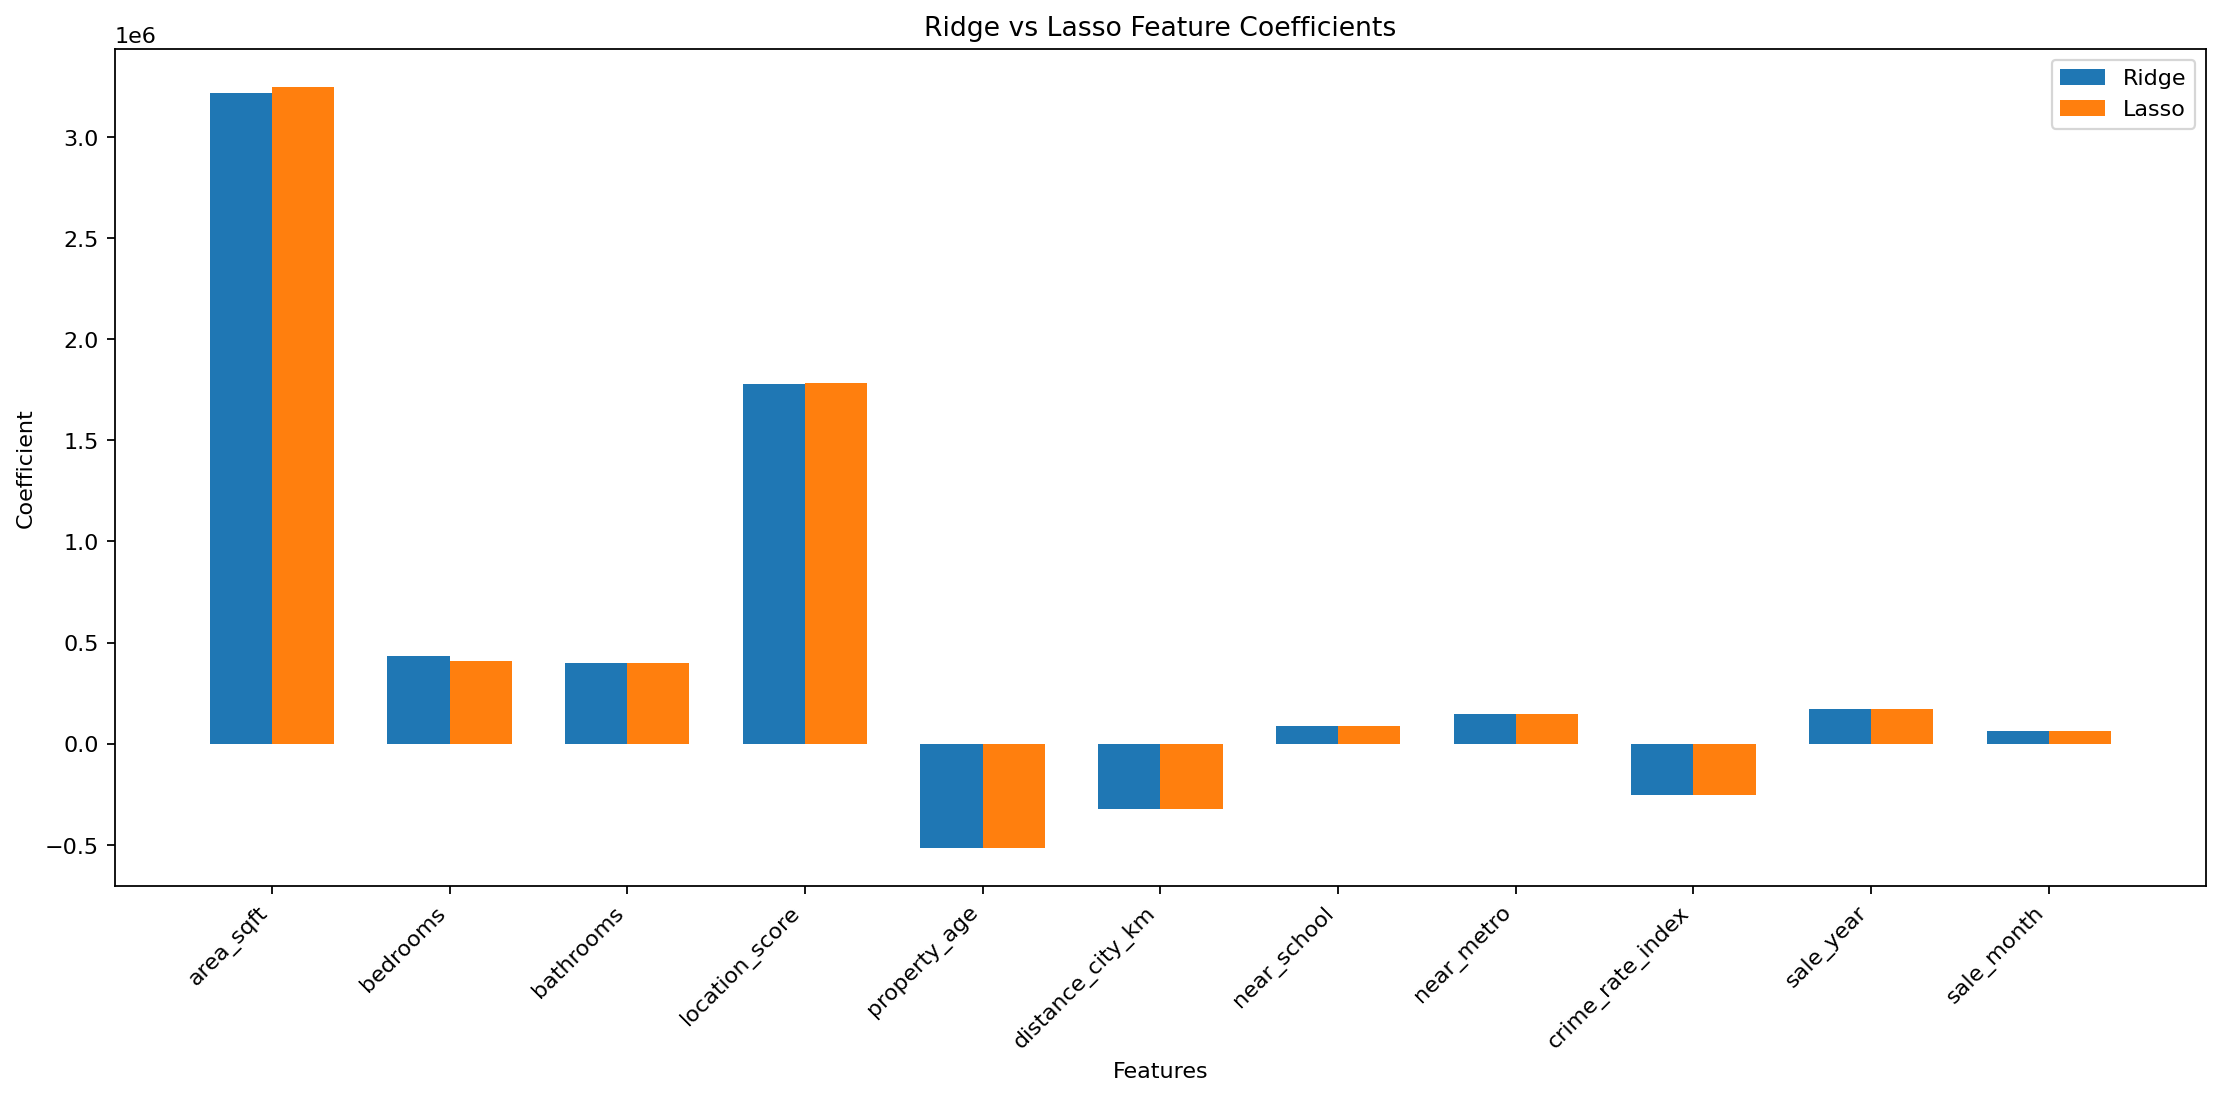 Ridge vs Lasso Feature Coefficients
1e6
Ridge
Lasso
3.0
2.5
2.0
1.5
1.0
0.5
0.0
−0.5
Coefficient
area_sqft
bedrooms
bathrooms
location_score
property_age
distance_city_km
near_school
near_metro
crime_rate_index
sale_year
sale_month
Features